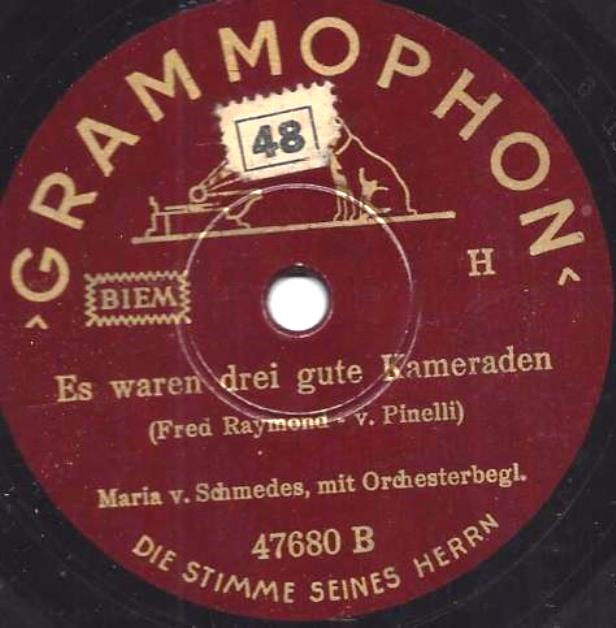 GRAMMOPHON
48
BIEM
H
Es waren drei gute Kameraden
(Fred Raymond - v. Pinelli)
Maria v. Schmedes, mit Orchesterbegl.
47680 B
DIE STIMME SEINES HERRN